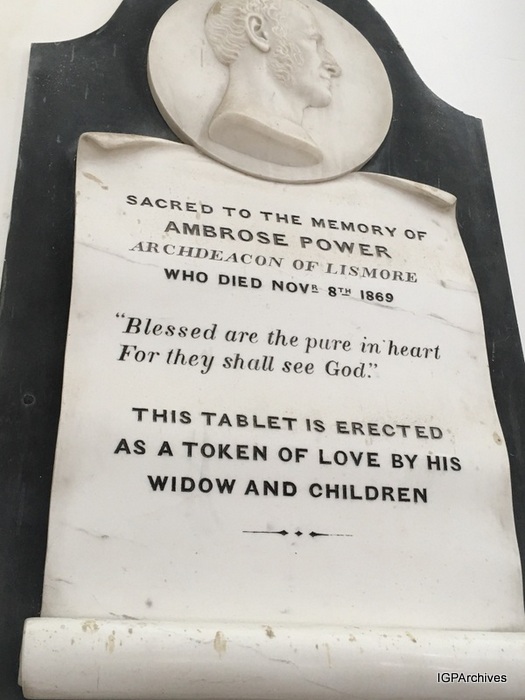 SACRED TO THE MEMORY OF
AMBROSE POWER
ARCHDEACON OF LISMORE
WHO DIED NOVR 8TH 1869
"Blessed are the pure in heart
For they shall see God."
THIS TABLET IS ERECTED
AS A TOKEN OF LOVE BY HIS
WIDOW AND CHILDREN
IGPArchives